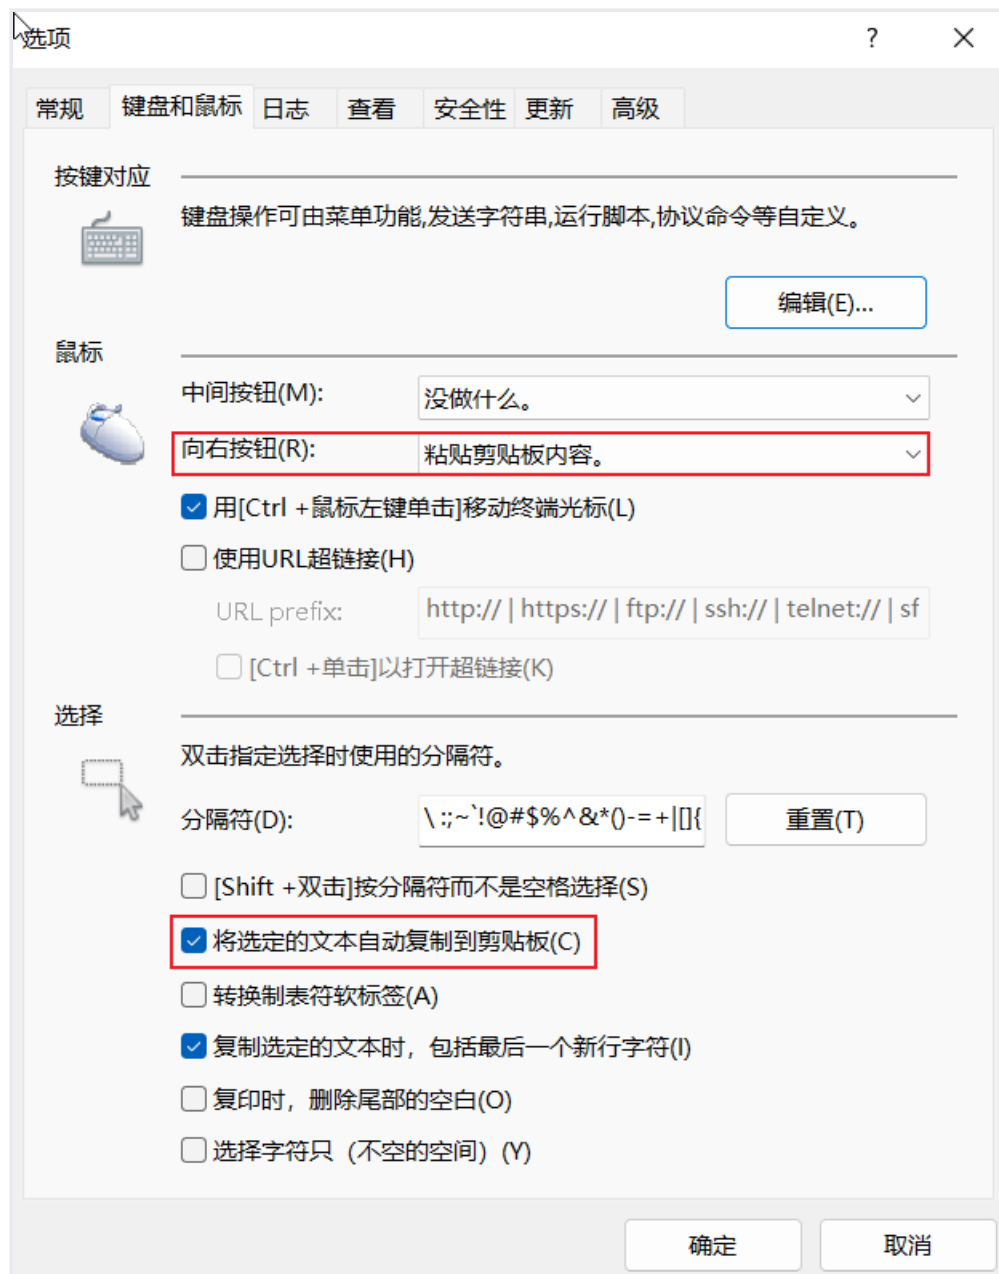 选项
常规 键盘和鼠标 日志 查看 安全性 更新 高级
按键对应
键盘操作可由菜单功能,发送字符串,运行脚本,协议命令等自定义。
编辑(E)...
鼠标
中间按钮(M): 没做什么。
向右按钮(R): 粘贴剪贴板内容。
用[Ctrl +鼠标左键单击]移动终端光标(L)
使用URL超链接(H)
URL prefix: http:// | https:// | ftp:// | ssh:// | telnet:// | sf
[Ctrl +单击]以打开超链接(K)
选择
双击指定选择时使用的分隔符。
分隔符(D): \ :;~`!@#$%^&*()-=+|[]{ 重置(T)
[Shift +双击]按分隔符而不是空格选择(S)
将选定的文本自动复制到剪贴板(C)
转换制表符软标签(A)
复制选定的文本时，包括最后一个新行字符(I)
复印时，删除尾部的空白(O)
选择字符只（不空的空间）(Y)
确定 取消